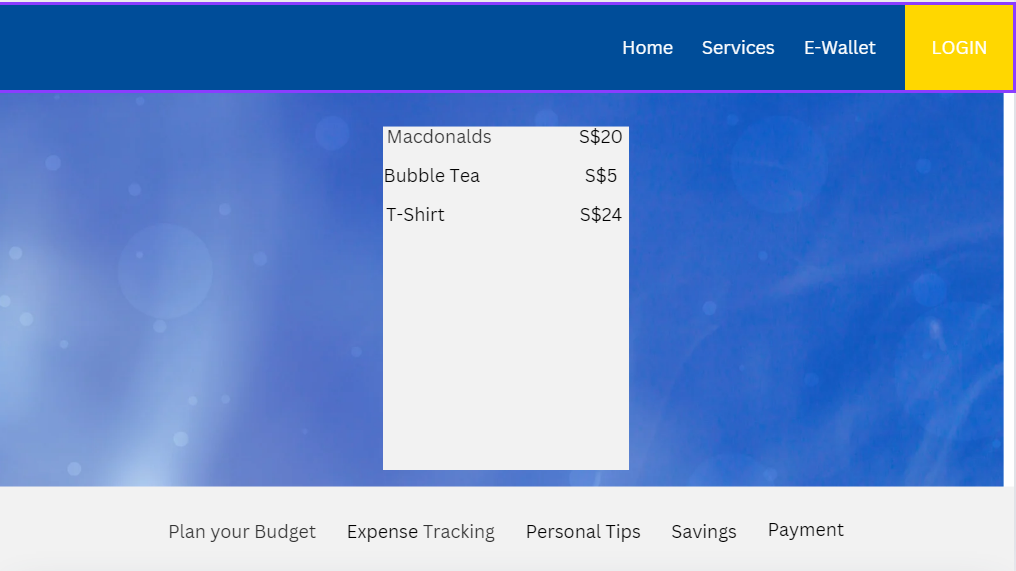 Home Services E-Wallet LOGIN
Macdonalds S$20
Bubble Tea S$5
T-Shirt S$24
Plan your Budget Expense Tracking Personal Tips Savings Payment